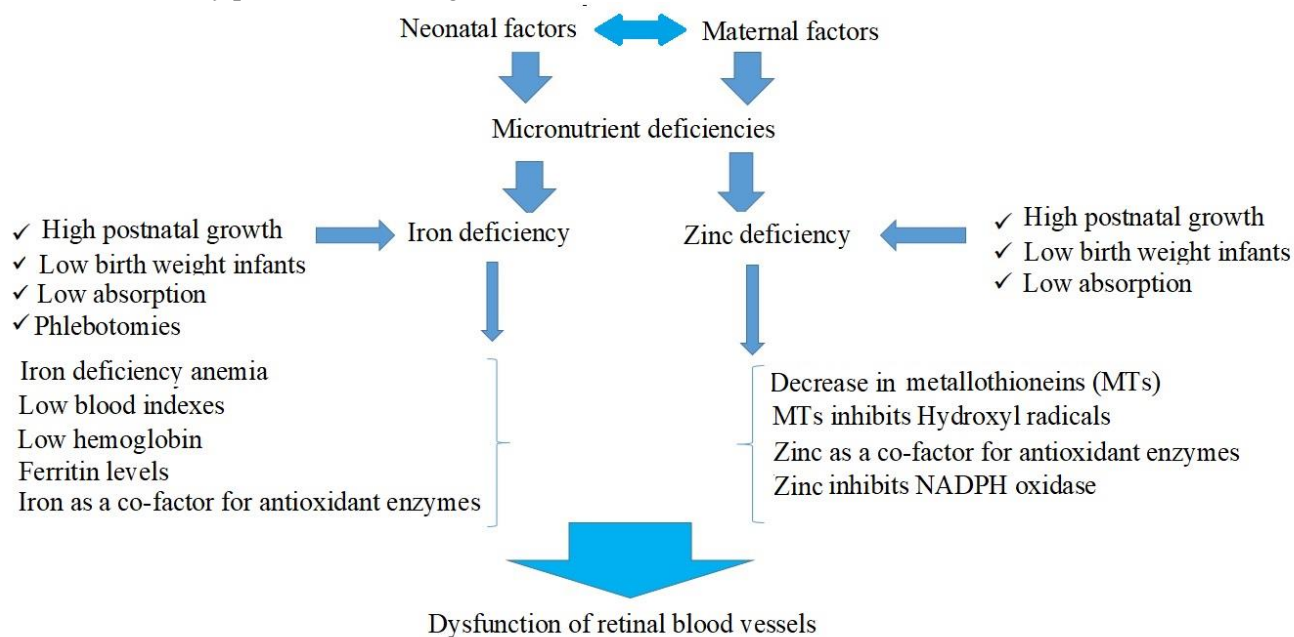 Neonatal factors
Maternal factors
Micronutrient deficiencies
Iron deficiency
Zinc deficiency
✓ High postnatal growth
✓ Low birth weight infants
✓ Low absorption
✓ Phlebotomies
✓ High postnatal growth
✓ Low birth weight infants
✓ Low absorption
Iron deficiency anemia
Low blood indexes
Low hemoglobin
Ferritin levels
Iron as a co-factor for antioxidant enzymes
Decrease in metallothioneins (MTs)
MTs inhibits Hydroxyl radicals
Zinc as a co-factor for antioxidant enzymes
Zinc inhibits NADPH oxidase
Dysfunction of retinal blood vessels